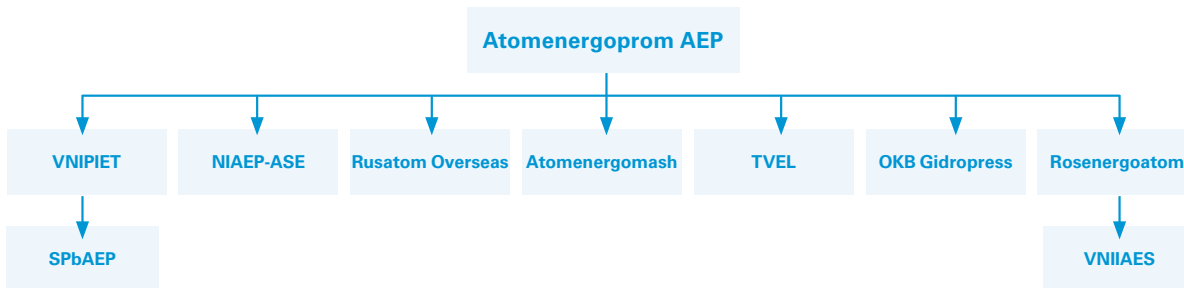 Atomenergoprom AEP
VNIPIET
NIAEP-ASE
Rusatom Overseas
Atomenergomash
TVEL
OKB Gidropress
Rosenergoatom
SPbAEP
VNIIAES